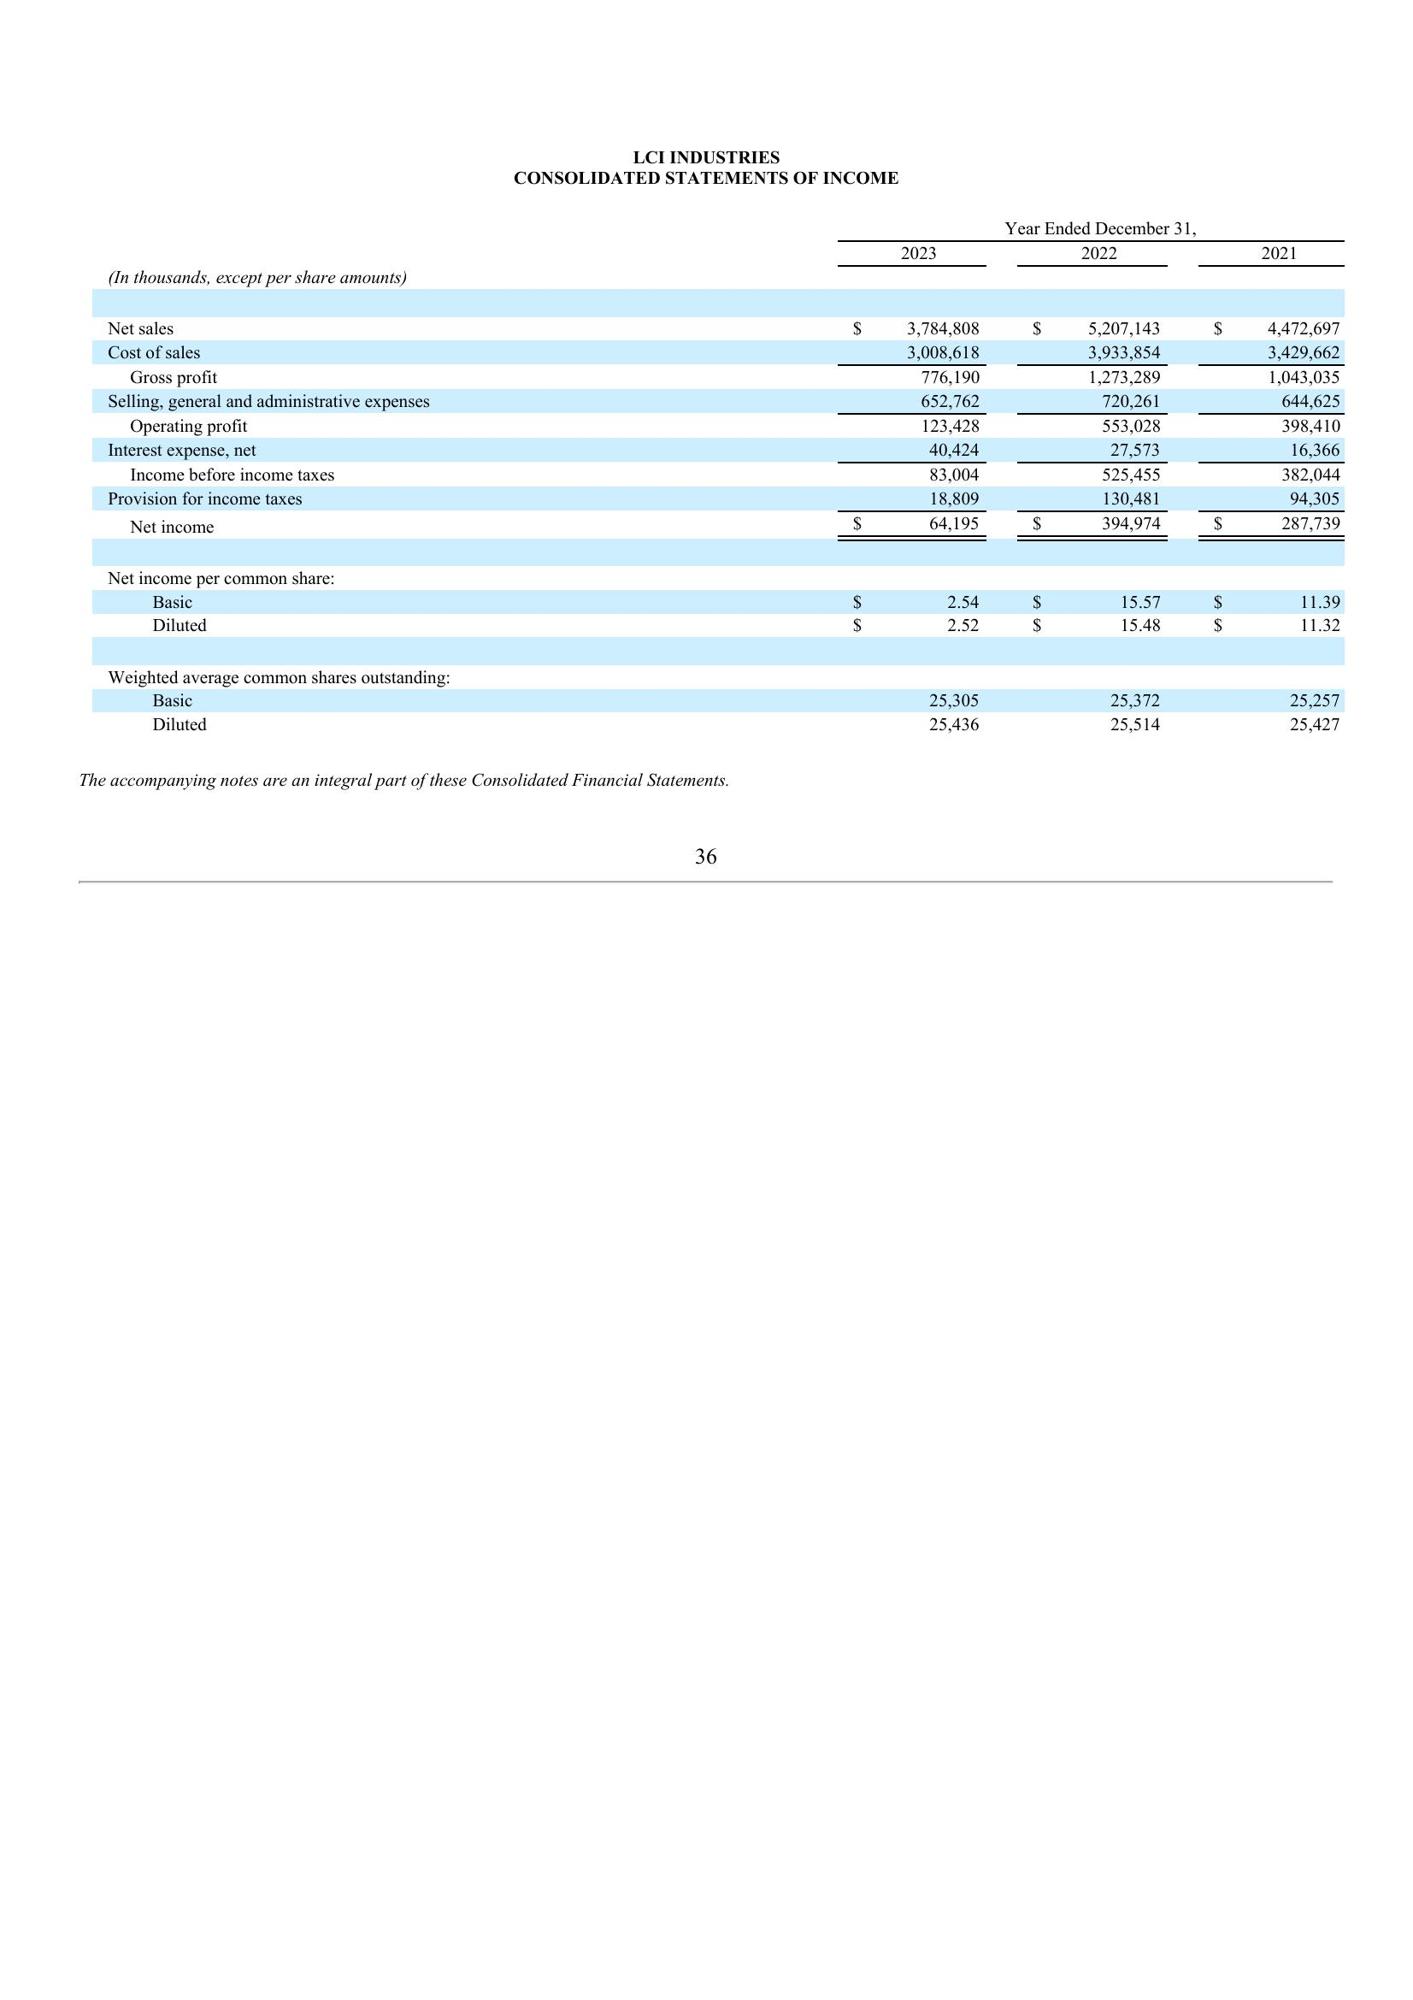 LCI INDUSTRIES
CONSOLIDATED STATEMENTS OF INCOME
Year Ended December 31,
2023 2022 2021
(In thousands, except per share amounts)
Net sales $ 3,784,808 $ 5,207,143 $ 4,472,697
Cost of sales 3,008,618 3,933,854 3,429,662
Gross profit 776,190 1,273,289 1,043,035
Selling, general and administrative expenses 652,762 720,261 644,625
Operating profit 123,428 553,028 398,410
Interest expense, net 40,424 27,573 16,366
Income before income taxes 83,004 525,455 382,044
Provision for income taxes 18,809 130,481 94,305
Net income $ 64,195 $ 394,974 $ 287,739
Net income per common share:
Basic $ 2.54 $ 15.57 $ 11.39
Diluted $ 2.52 $ 15.48 $ 11.32
Weighted average common shares outstanding:
Basic 25,305 25,372 25,257
Diluted 25,436 25,514 25,427
The accompanying notes are an integral part of these Consolidated Financial Statements.
36